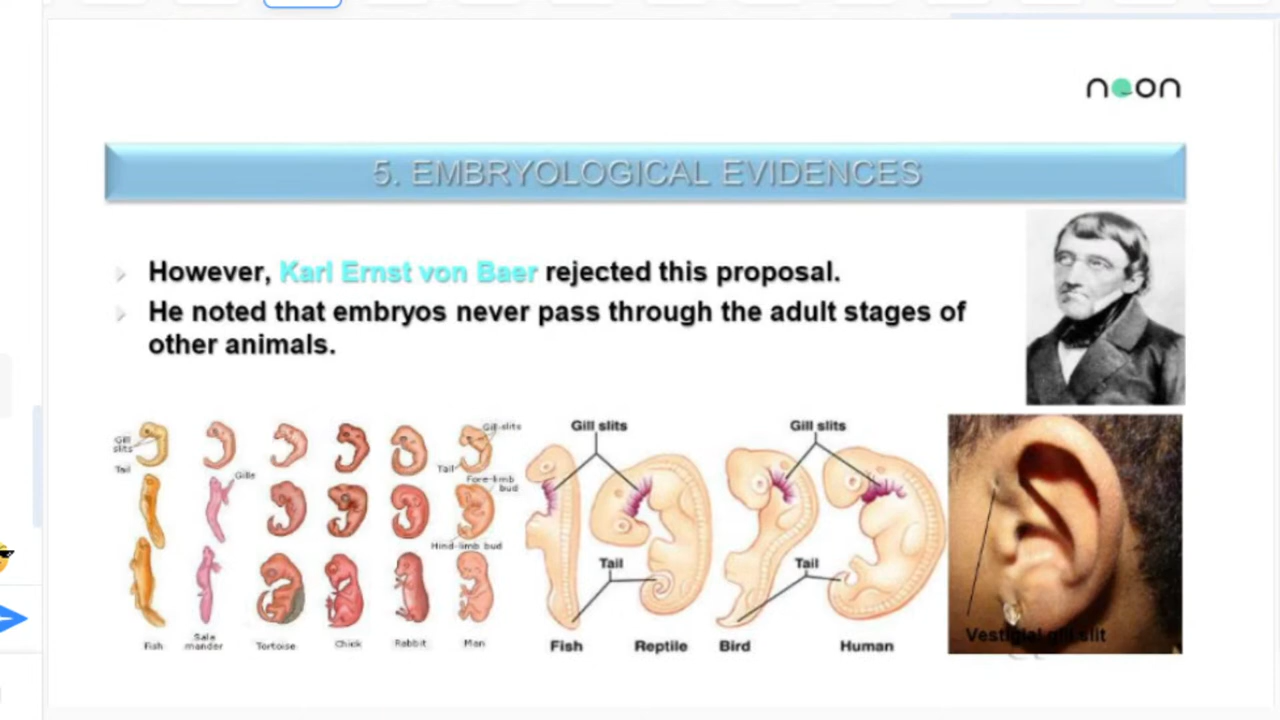 noon
5. EMBRYOLOGICAL EVIDENCES
However, Karl Ernst von Baer rejected this proposal.
He noted that embryos never pass through the adult stages of
other animals.
Gill
slits
Tail
Gills
Gill-slits
Tail
Fore-limb
bud
Hind-limb bud
Fish
Sala
mander
Tortoise
Chick
Rabbit
Man
Gill slits
Gill slits
Tail
Tail
Fish
Reptile
Bird
Human
Vestigial gill slit